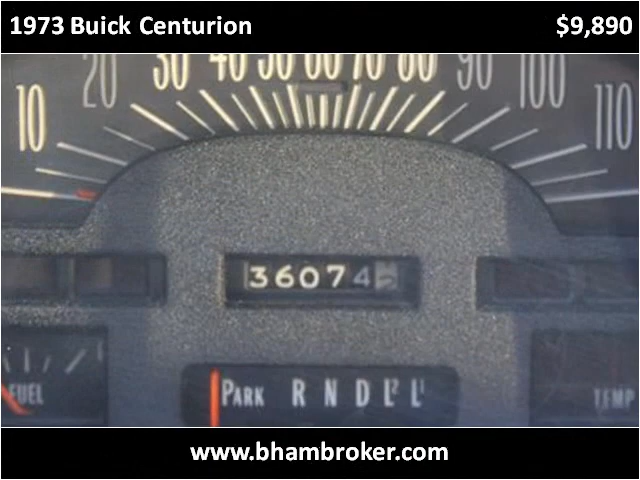 1973 Buick Centurion $9,890
10 20 30 40 50 60 70 80 90 100 110
36074
FUEL PARK R N D L² L¹ TEMP
www.bhambroker.com